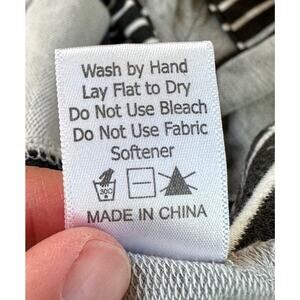 Wash by Hand
Lay Flat to Dry
Do Not Use Bleach
Do Not Use Fabric
Softener
MADE IN CHINA